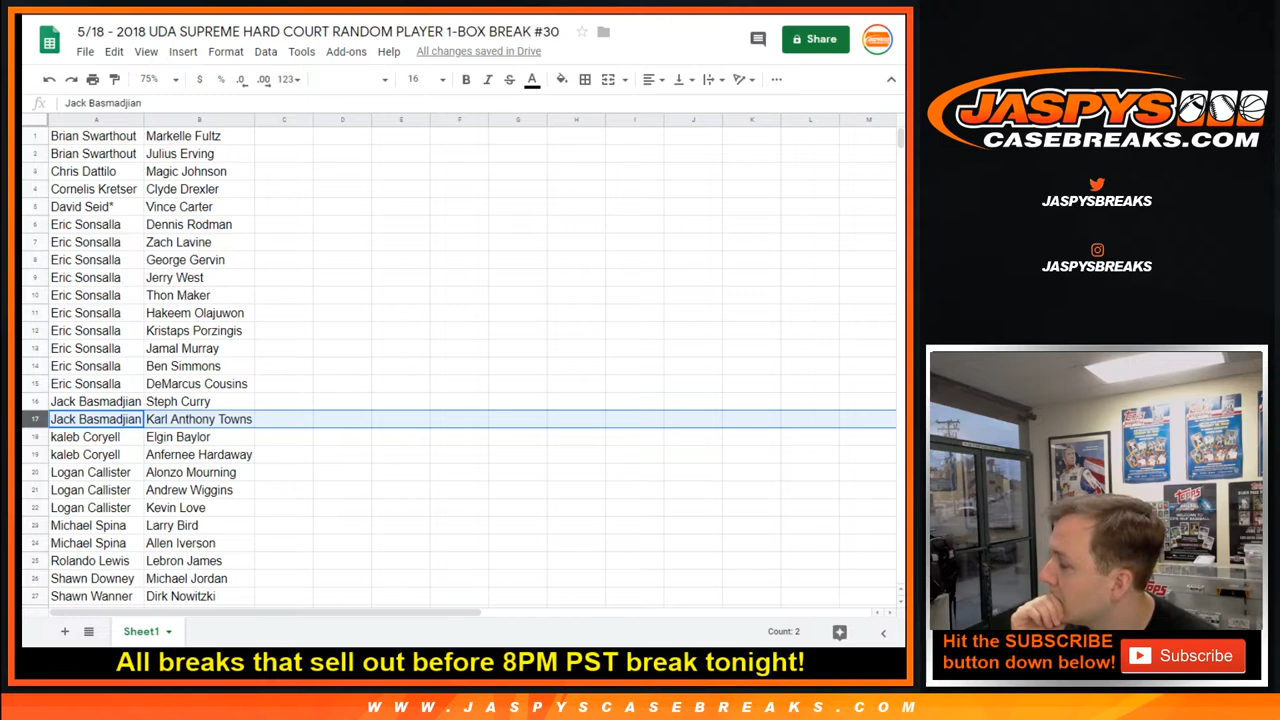 5/18 - 2018 UDA SUPREME HARD COURT RANDOM PLAYER 1-BOX BREAK #30
File Edit View Insert Format Data Tools Add-ons Help All changes saved in Drive
Share
75% $ % .0 .00 123 16 B I S A
fx Jack Basmadjian
A B C D E F G H I J K L M
1 Brian Swarthout Markelle Fultz
2 Brian Swarthout Julius Erving
3 Chris Dattilo Magic Johnson
4 Cornelis Kretser Clyde Drexler
5 David Seid* Vince Carter
6 Eric Sonsalla Dennis Rodman
7 Eric Sonsalla Zach Lavine
8 Eric Sonsalla George Gervin
9 Eric Sonsalla Jerry West
10 Eric Sonsalla Thon Maker
11 Eric Sonsalla Hakeem Olajuwon
12 Eric Sonsalla Kristaps Porzingis
13 Eric Sonsalla Jamal Murray
14 Eric Sonsalla Ben Simmons
15 Eric Sonsalla DeMarcus Cousins
16 Jack Basmadjian Steph Curry
17 Jack Basmadjian Karl Anthony Towns
18 kaleb Coryell Elgin Baylor
19 kaleb Coryell Anfernee Hardaway
20 Logan Callister Alonzo Mourning
21 Logan Callister Andrew Wiggins
22 Logan Callister Kevin Love
23 Michael Spina Larry Bird
24 Michael Spina Allen Iverson
25 Rolando Lewis Lebron James
26 Shawn Downey Michael Jordan
27 Shawn Wanner Dirk Nowitzki
Sheet1
Count: 2
All breaks that sell out before 8PM PST break tonight!
JASPYS
CASEBREAKS.COM
JASPYSBREAKS
JASPYSBREAKS
TOPPS
Hit the SUBSCRIBE
button down below!
Subscribe
WWW.JASPYSCASEBREAKS.COM